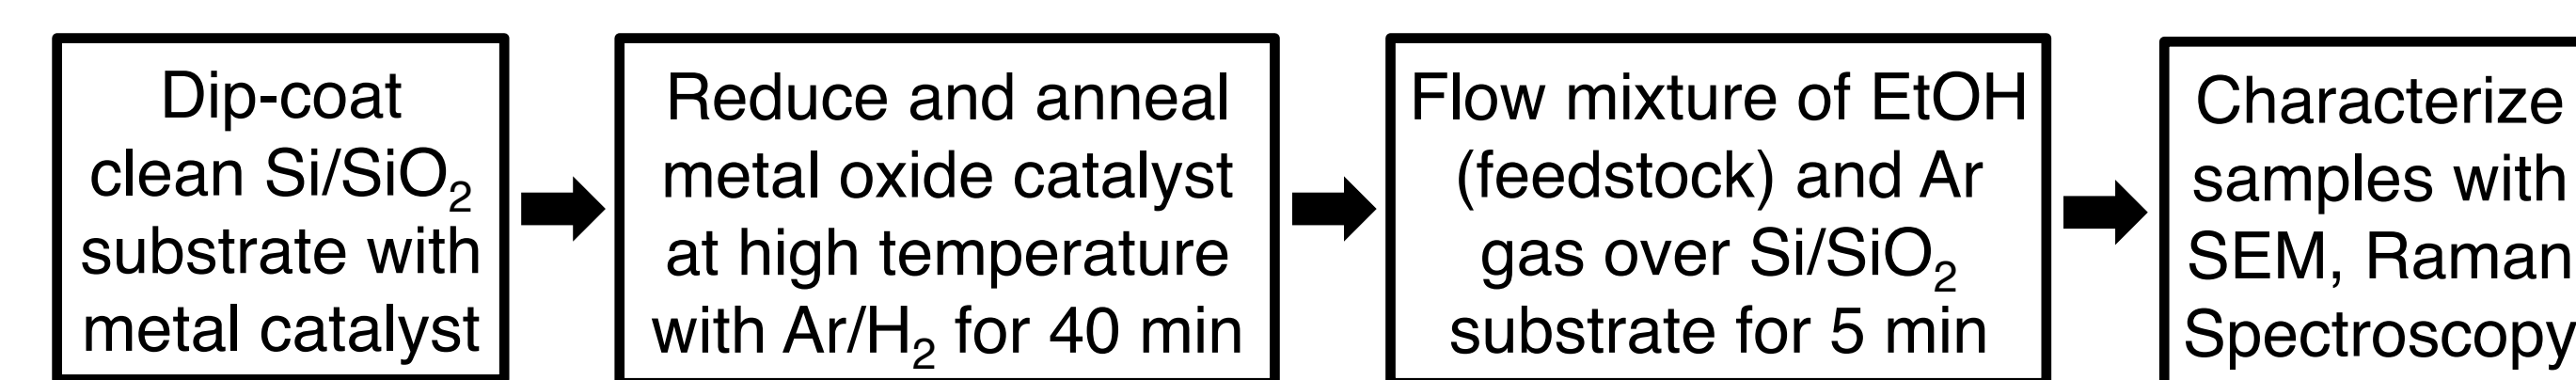 Dip-coat
clean Si/SiO₂
substrate with
metal catalyst
Reduce and anneal
metal oxide catalyst
at high temperature
with Ar/H₂ for 40 min
Flow mixture of EtOH
(feedstock) and Ar
gas over Si/SiO₂
substrate for 5 min
Characterize
samples with
SEM, Raman
Spectroscopy